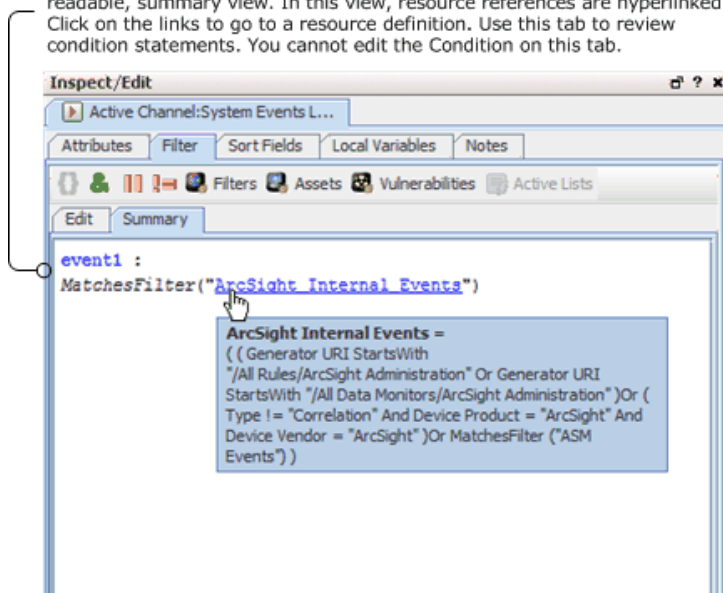 readable, summary view. In this view, resource references are hyperlinked
Click on the links to go to a resource definition. Use this tab to review
condition statements. You cannot edit the Condition on this tab.
Inspect/Edit
Active Channel:System Events L...
Attributes Filter Sort Fields Local Variables Notes
Filters Assets Vulnerabilities Active Lists
Edit Summary
event1 :
MatchesFilter("ArcSight Internal Events")
ArcSight Internal Events =
( ( Generator URI StartsWith
"/All Rules/ArcSight Administration" Or Generator URI
StartsWith "/All Data Monitors/ArcSight Administration" )Or (
Type != "Correlation" And Device Product = "ArcSight" And
Device Vendor = "ArcSight" )Or MatchesFilter ("ASM
Events") )